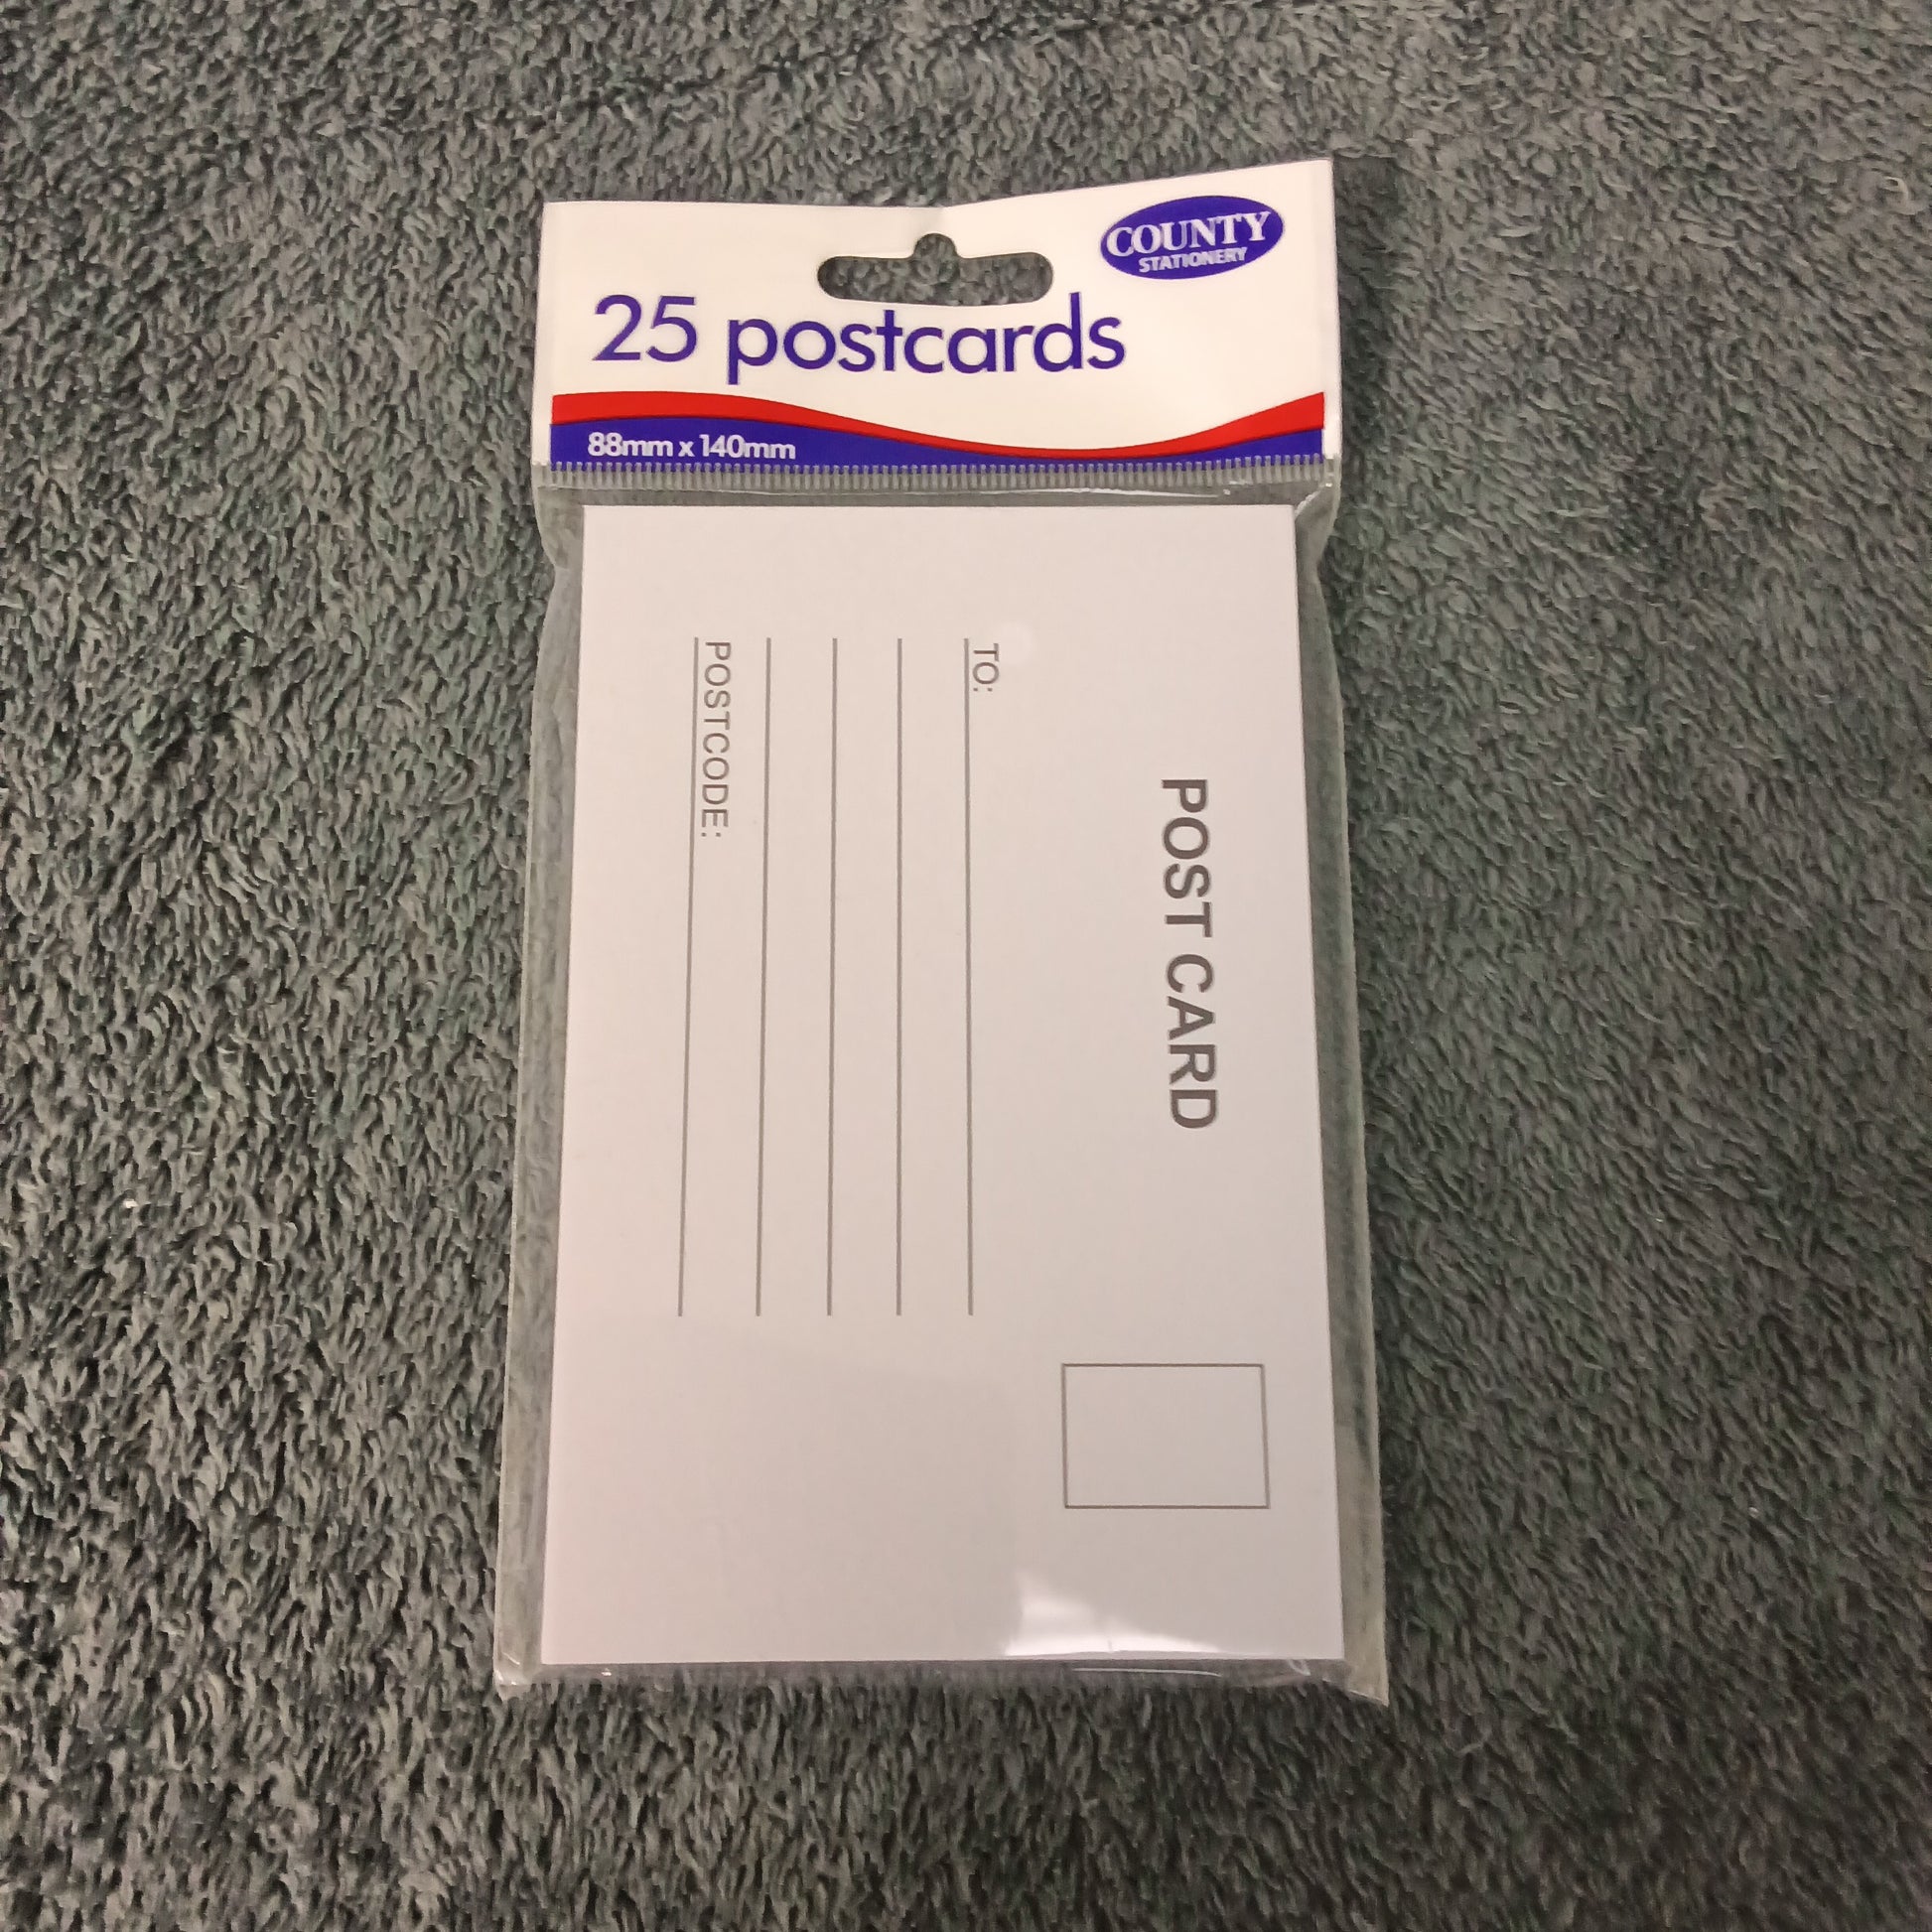 COUNTY
STATIONERY
25 postcards
88mm x 140mm
POST CARD
TO:
POSTCODE: